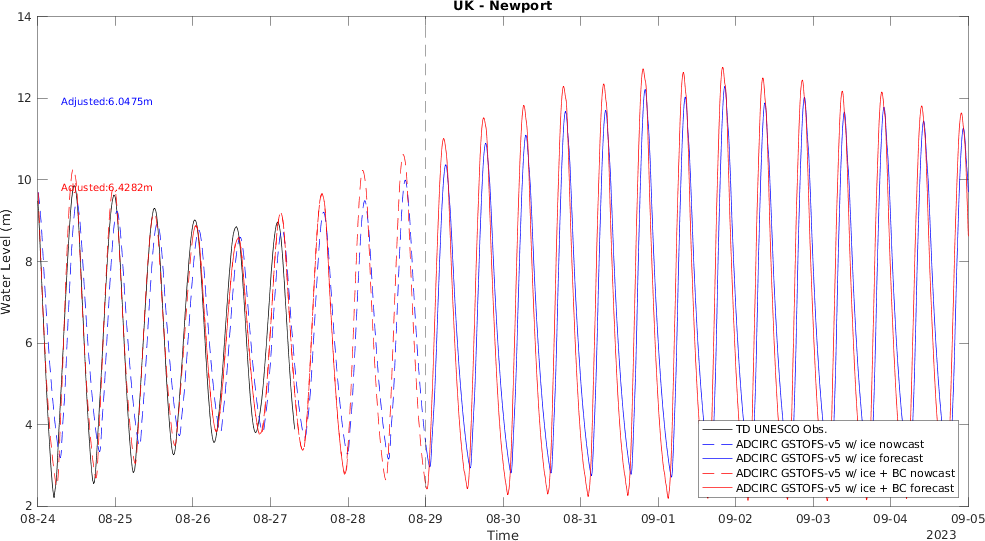 UK - Newport
14
12
10
8
6
4
2
Water Level (m)
Adjusted:6.0475m
Adjusted:6.4282m
TD UNESCO Obs.
ADCIRC GSTOFS-v5 w/ ice nowcast
ADCIRC GSTOFS-v5 w/ ice forecast
ADCIRC GSTOFS-v5 w/ ice + BC nowcast
ADCIRC GSTOFS-v5 w/ ice + BC forecast
08-24 08-25 08-26 08-27 08-28 08-29 08-30 08-31 09-01 09-02 09-03 09-04 09-05
Time
2023